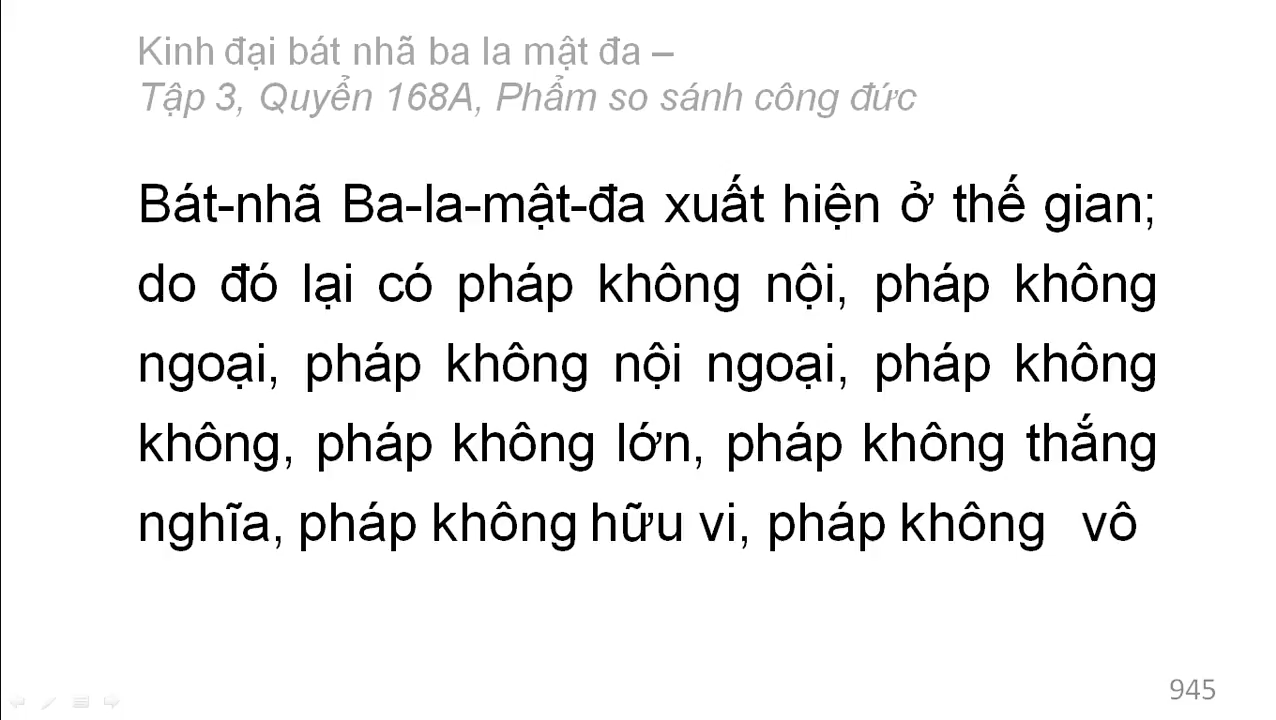 Kinh đại bát nhã ba la mật đa –
Tập 3, Quyển 168A, Phẩm so sánh công đức
Bát-nhã Ba-la-mật-đa xuất hiện ở thế gian;
do đó lại có pháp không nội, pháp không
ngoại, pháp không nội ngoại, pháp không
không, pháp không lớn, pháp không thắng
nghĩa, pháp không hữu vi, pháp không vô
945